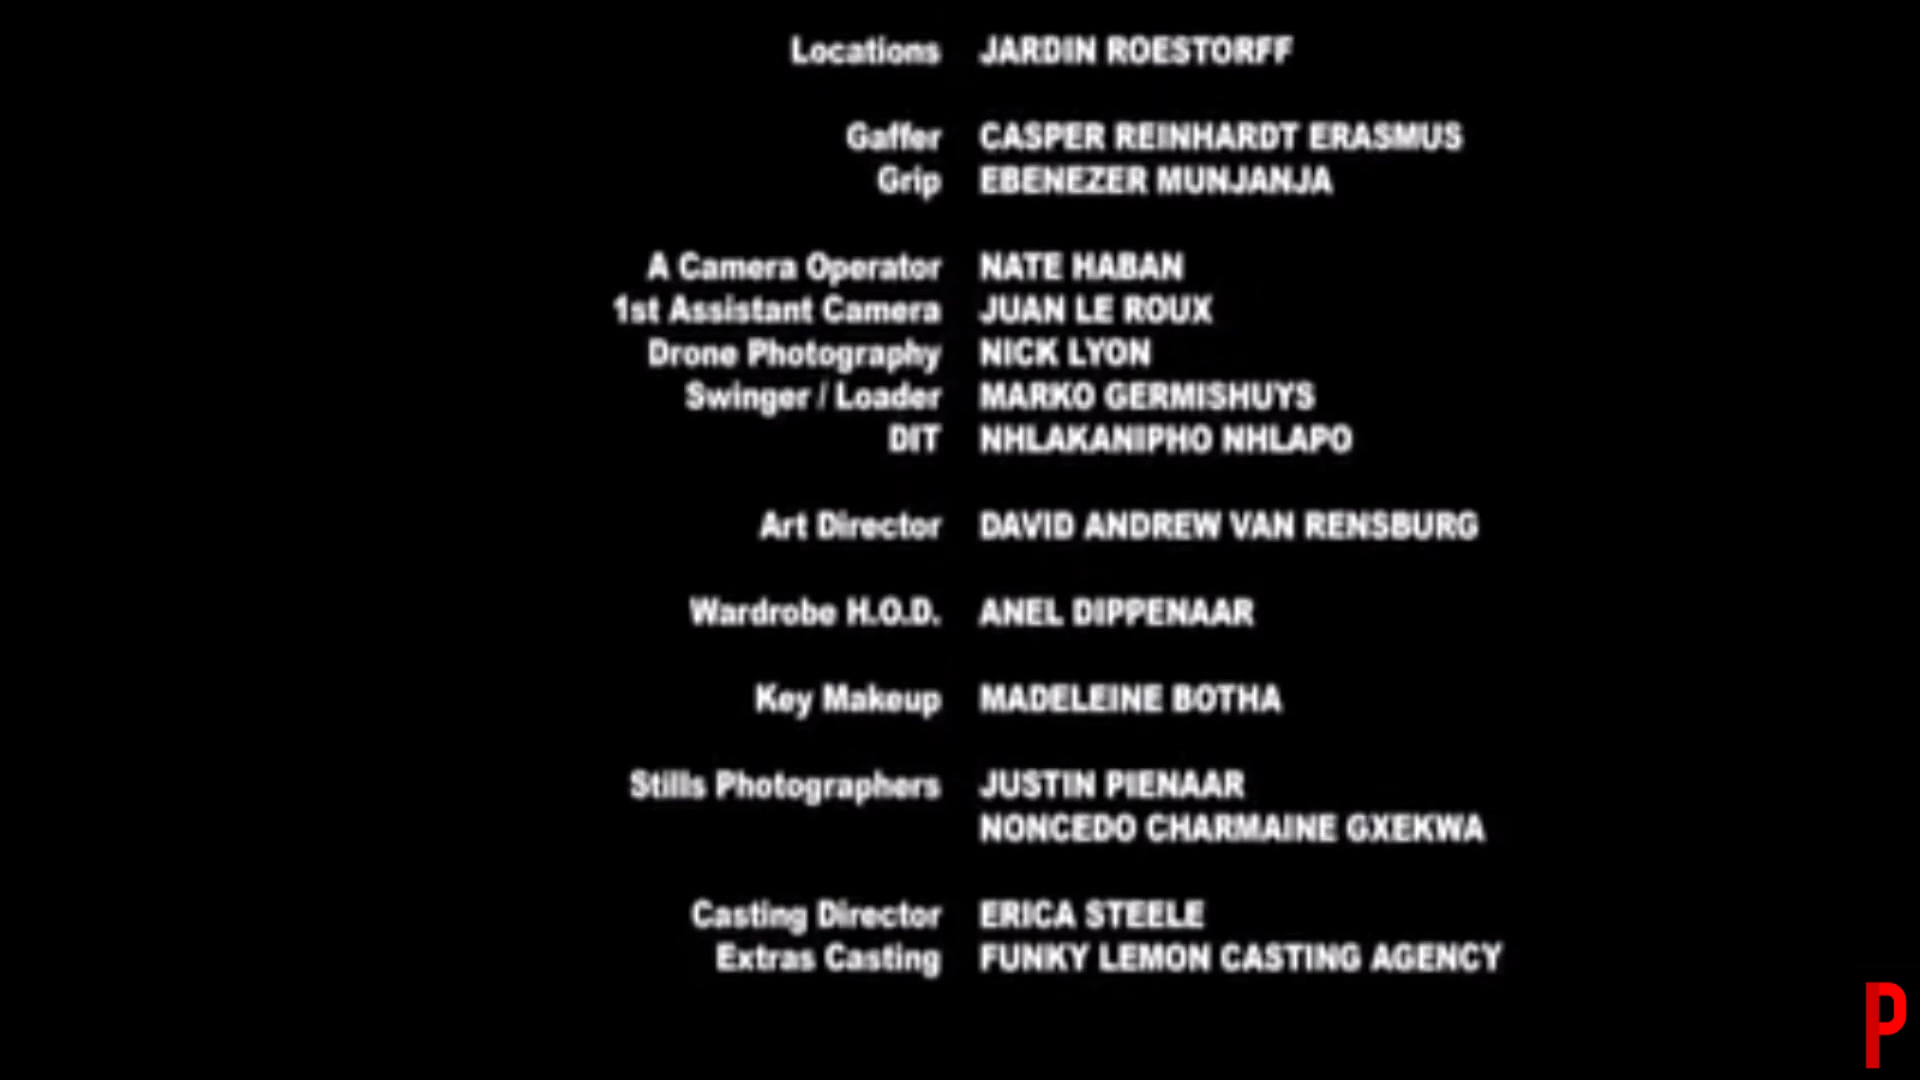 Locations JARDIN ROESTORFF
Gaffer CASPER REINHARDT ERASMUS
Grip EBENEZER MUNJANJA
A Camera Operator NATE HABAN
1st Assistant Camera JUAN LE ROUX
Drone Photography NICK LYON
Swinger / Loader MARKO GERMISHUYS
DIT NHLAKANIPHO NHLAPO
Art Director DAVID ANDREW VAN RENSBURG
Wardrobe H.O.D. ANEL DIPPENAAR
Key Makeup MADELEINE BOTHA
Stills Photographers JUSTIN PIENAAR
NONCEDO CHARMAINE GXEKWA
Casting Director ERICA STEELE
Extras Casting FUNKY LEMON CASTING AGENCY
P